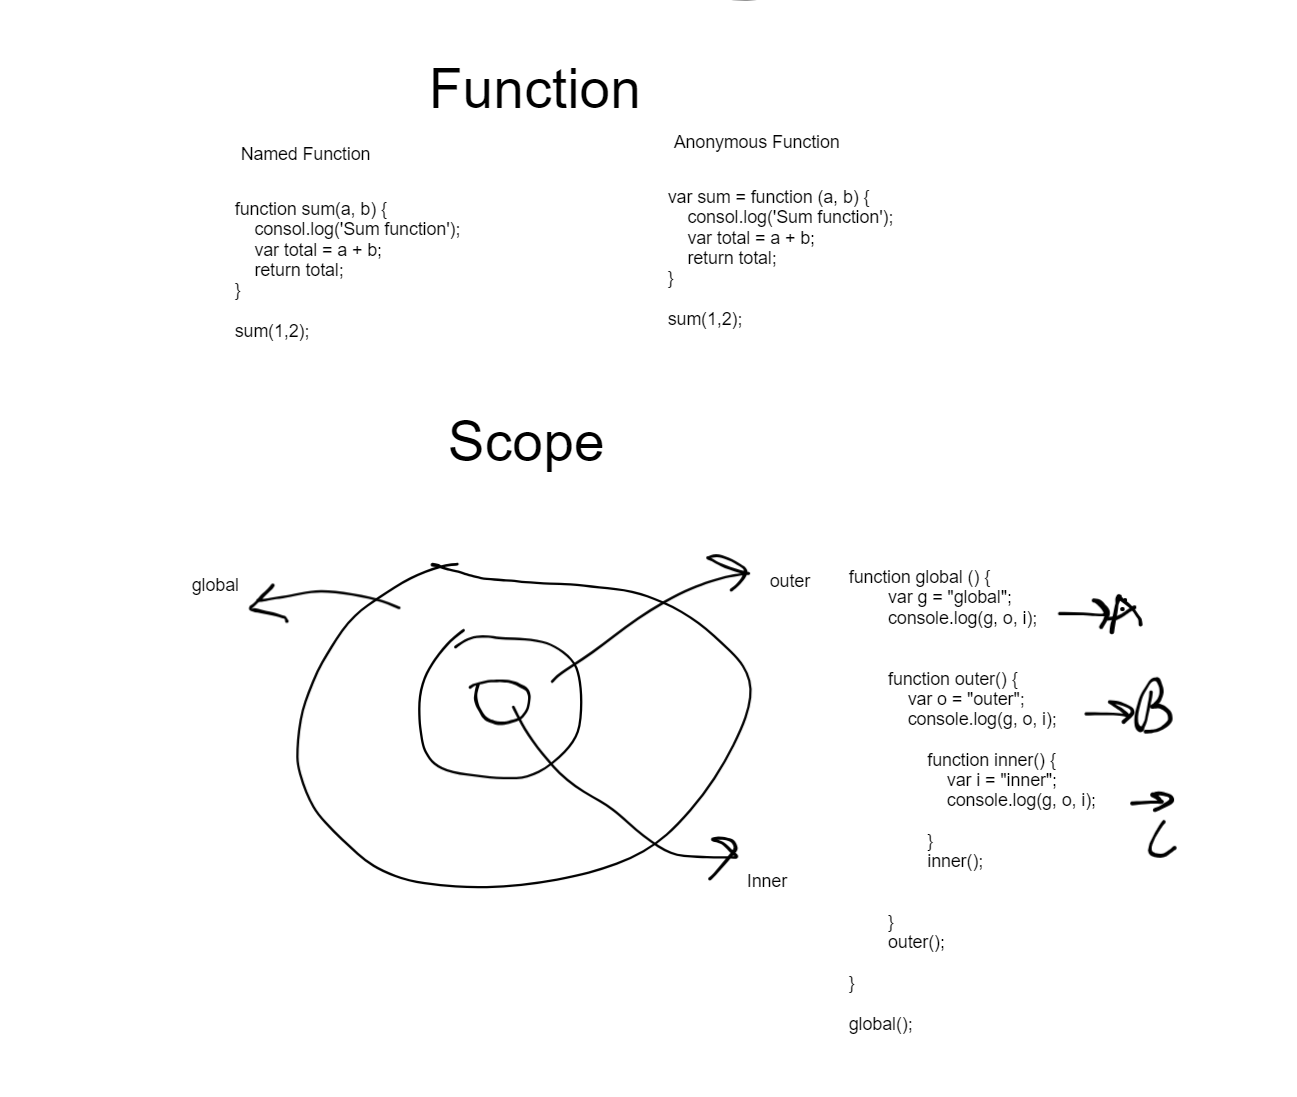 Function
Named Function
function sum(a, b) {
consol.log('Sum function');
var total = a + b;
return total;
}
sum(1,2);
Anonymous Function
var sum = function (a, b) {
consol.log('Sum function');
var total = a + b;
return total;
}
sum(1,2);
Scope
global
outer
Inner
function global () {
var g = "global";
console.log(g, o, i);
A
function outer() {
var o = "outer";
console.log(g, o, i);
B
function inner() {
var i = "inner";
console.log(g, o, i);
C
}
inner();
}
outer();
}
global();